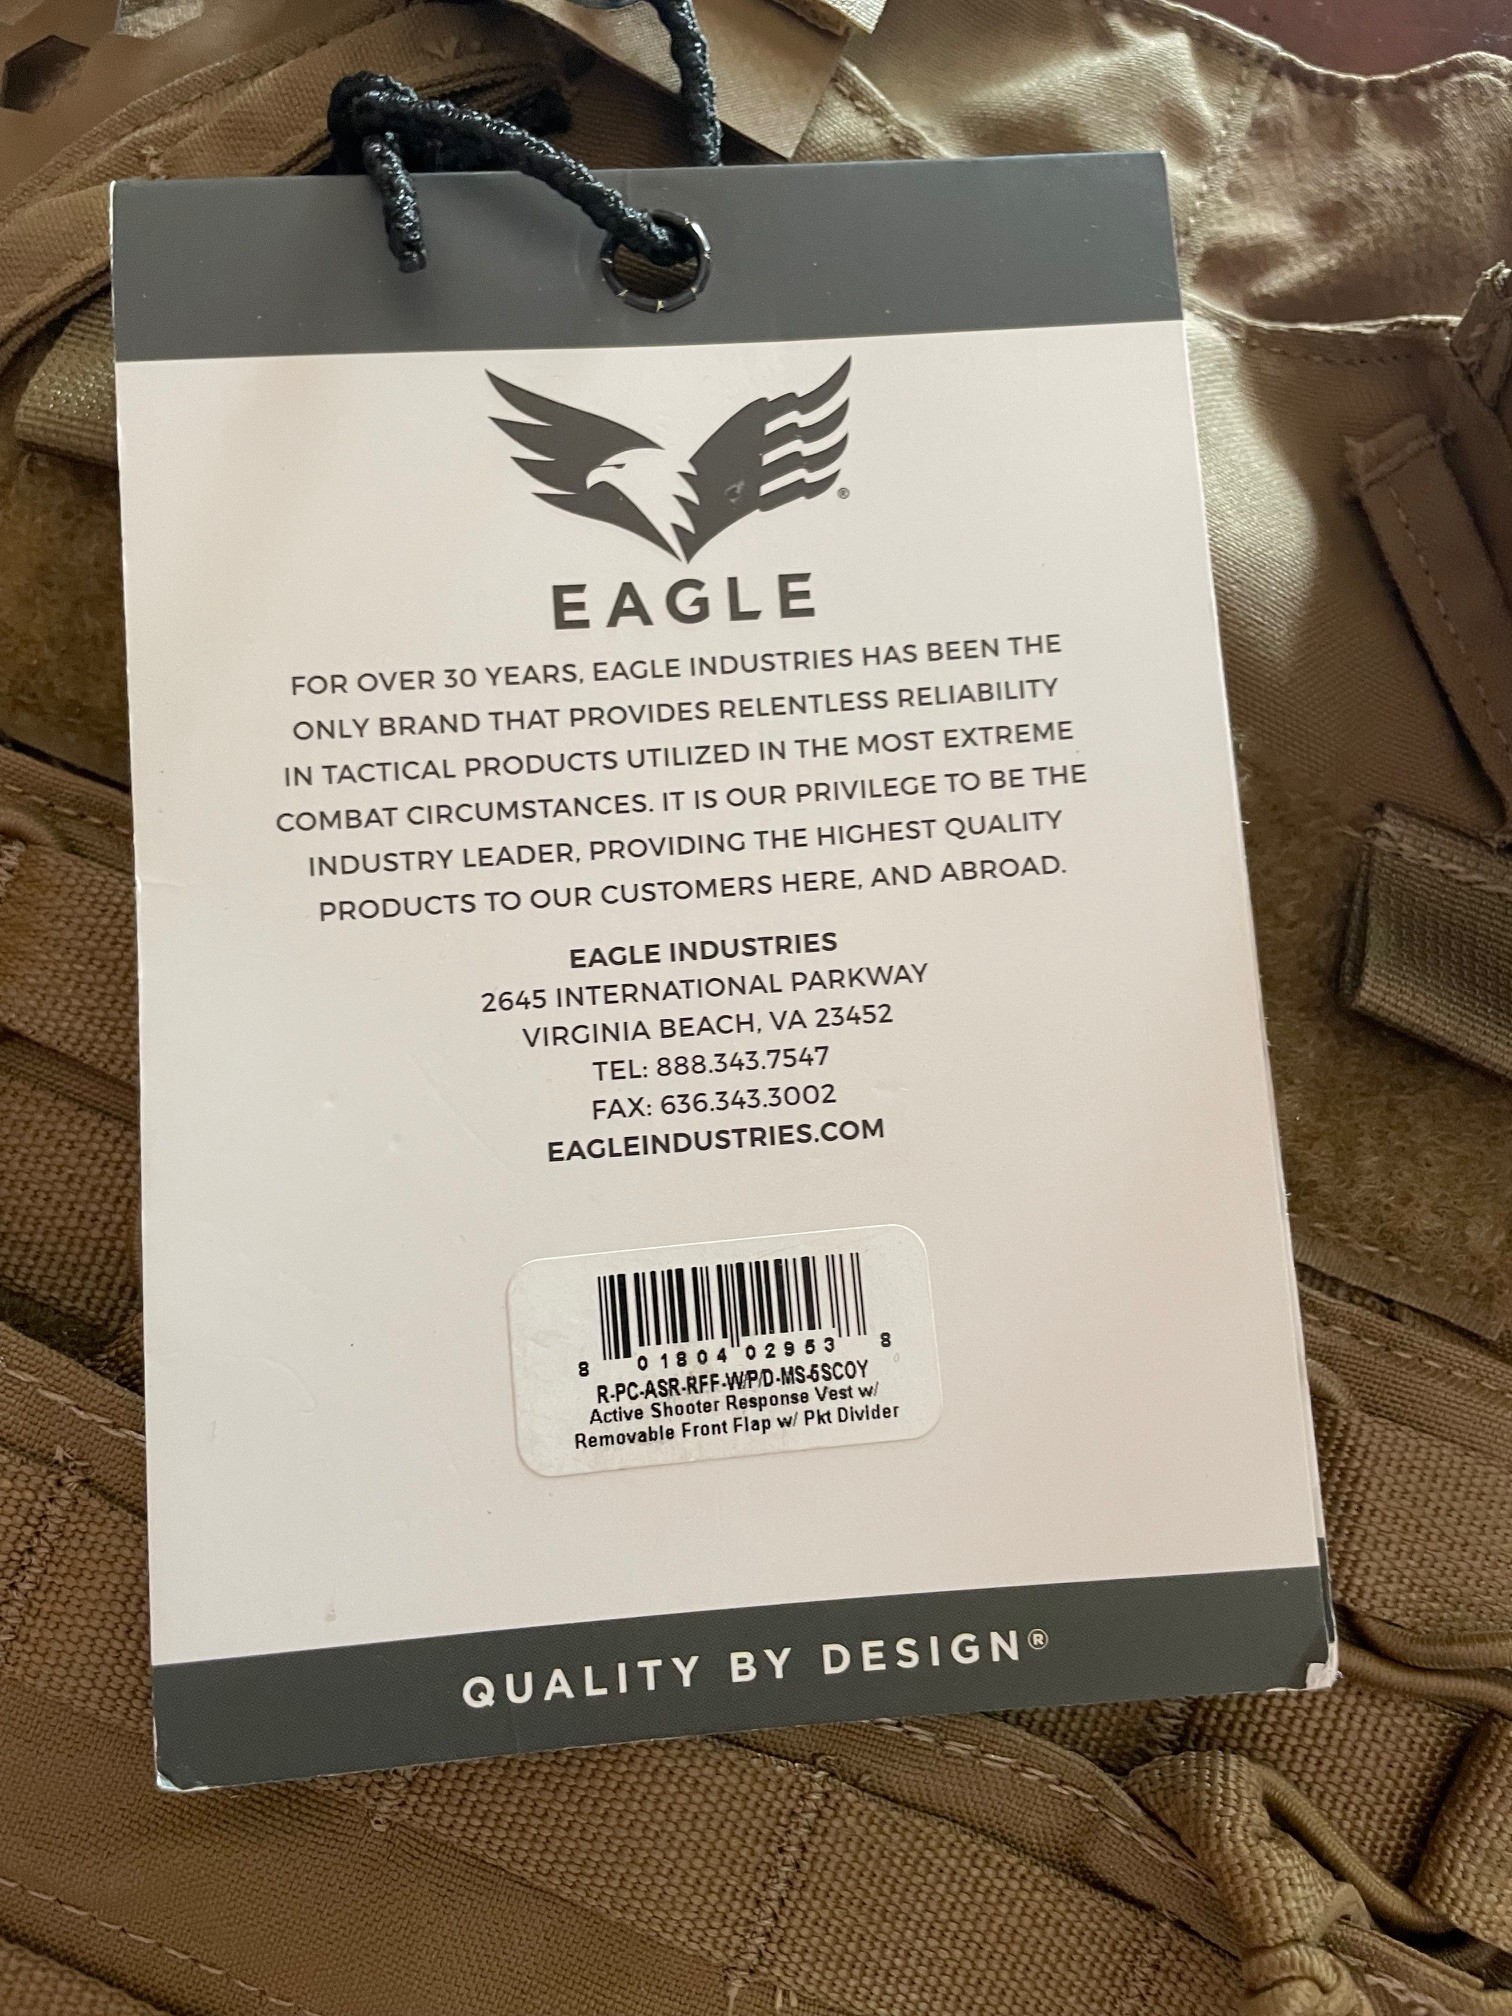 ®
EAGLE
FOR OVER 30 YEARS, EAGLE INDUSTRIES HAS BEEN THE
ONLY BRAND THAT PROVIDES RELENTLESS RELIABILITY
IN TACTICAL PRODUCTS UTILIZED IN THE MOST EXTREME
COMBAT CIRCUMSTANCES. IT IS OUR PRIVILEGE TO BE THE
INDUSTRY LEADER, PROVIDING THE HIGHEST QUALITY
PRODUCTS TO OUR CUSTOMERS HERE, AND ABROAD.
EAGLE INDUSTRIES
2645 INTERNATIONAL PARKWAY
VIRGINIA BEACH, VA 23452
TEL: 888.343.7547
FAX: 636.343.3002
EAGLEINDUSTRIES.COM
8 01804 02953 8
R-PC-ASR-RFF-W/P/D-MS-5SCOY
Active Shooter Response Vest w/
Removable Front Flap w/ Pkt Divider
QUALITY BY DESIGN®